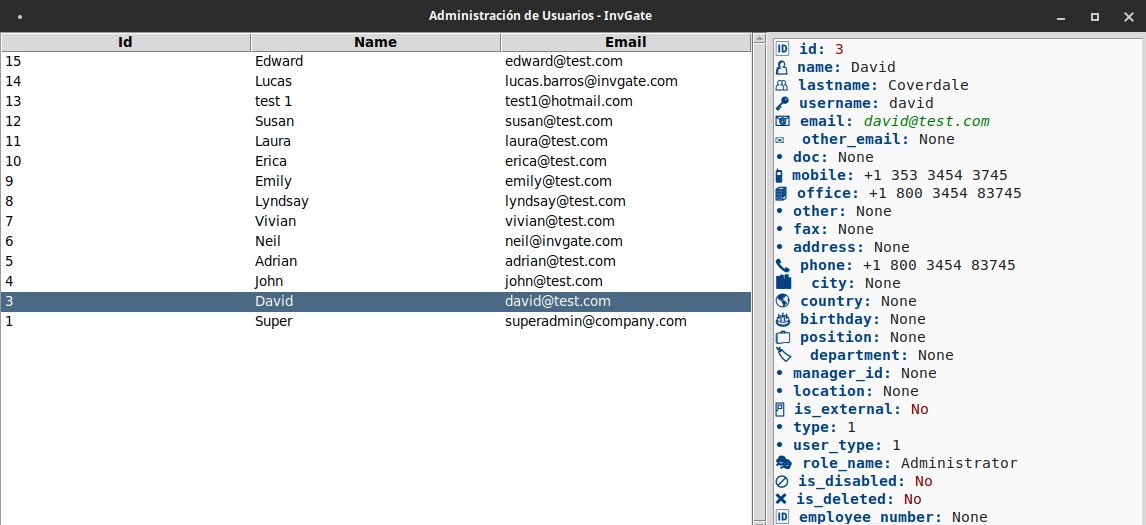 Administración de Usuarios - InvGate
Id Name Email
15 Edward edward@test.com
14 Lucas lucas.barros@invgate.com
13 test 1 test1@hotmail.com
12 Susan susan@test.com
11 Laura laura@test.com
10 Erica erica@test.com
9 Emily emily@test.com
8 Lyndsay lyndsay@test.com
7 Vivian vivian@test.com
6 Neil neil@invgate.com
5 Adrian adrian@test.com
4 John john@test.com
3 David david@test.com
1 Super superadmin@company.com
🆔 id: 3
name: David
lastname: Coverdale
username: david
email: david@test.com
other_email: None
• doc: None
mobile: +1 353 3454 3745
office: +1 800 3454 83745
• other: None
• fax: None
• address: None
phone: +1 800 3454 83745
city: None
country: None
birthday: None
position: None
department: None
• manager_id: None
• location: None
is_external: No
• type: 1
• user_type: 1
role_name: Administrator
is_disabled: No
is_deleted: No
🆔 employee_number: None